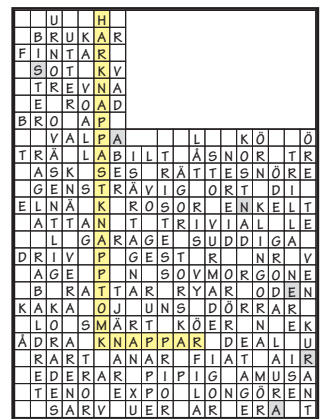 U H
BRUKAR
FINTAR
SOT K V
TREVNA
E ROAD
BRO AP
VALPA L KÖ Ö
TRÄ LABILT ÅSNOR TR
ASK SES RÄTTESNÖRE
GENSTRÄVIG ORT DI
ELNÄ K ROSOR ENKELT
ATTAN T TRIVIAL LE
L GARAGE SUDDIGA
DRIV P GEST R NR V
AGE P N SOVMORGONE
B RATTAR RYAR ODEN
KAKA OJ UNS DÖRRAR
LO SMÄRT KÖER N EK
ÅDRA KNAPPAR DEAL U
RART ANAR FIAT AIR
EDERAR PIPIG AMUSA
TENO EXPO LONGÖREN
SARV UER AR ERA T